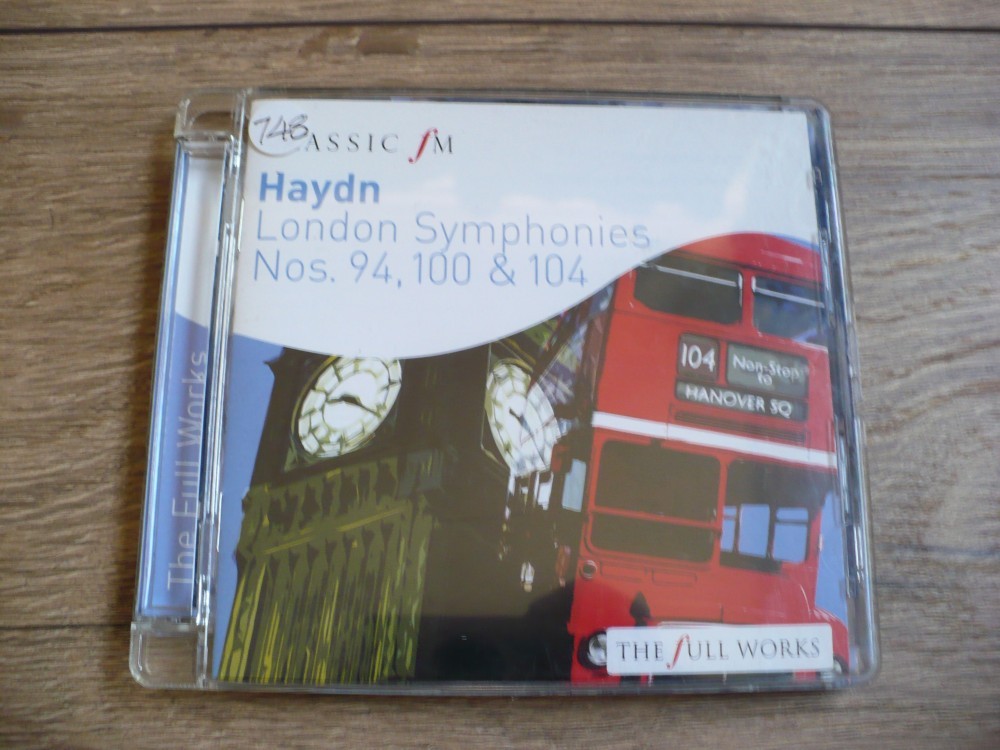 748
CLASSIC fM
Haydn
London Symphonies
Nos. 94, 100 & 104
104
Non-Stop
to
HANOVER SQ
The Full Works
THE fULL WORKS